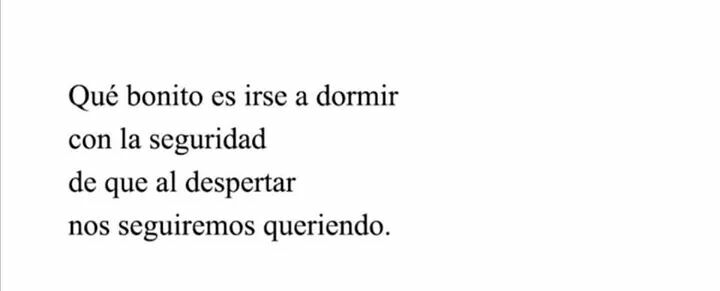 Qué bonito es irse a dormir
con la seguridad
de que al despertar
nos seguiremos queriendo.